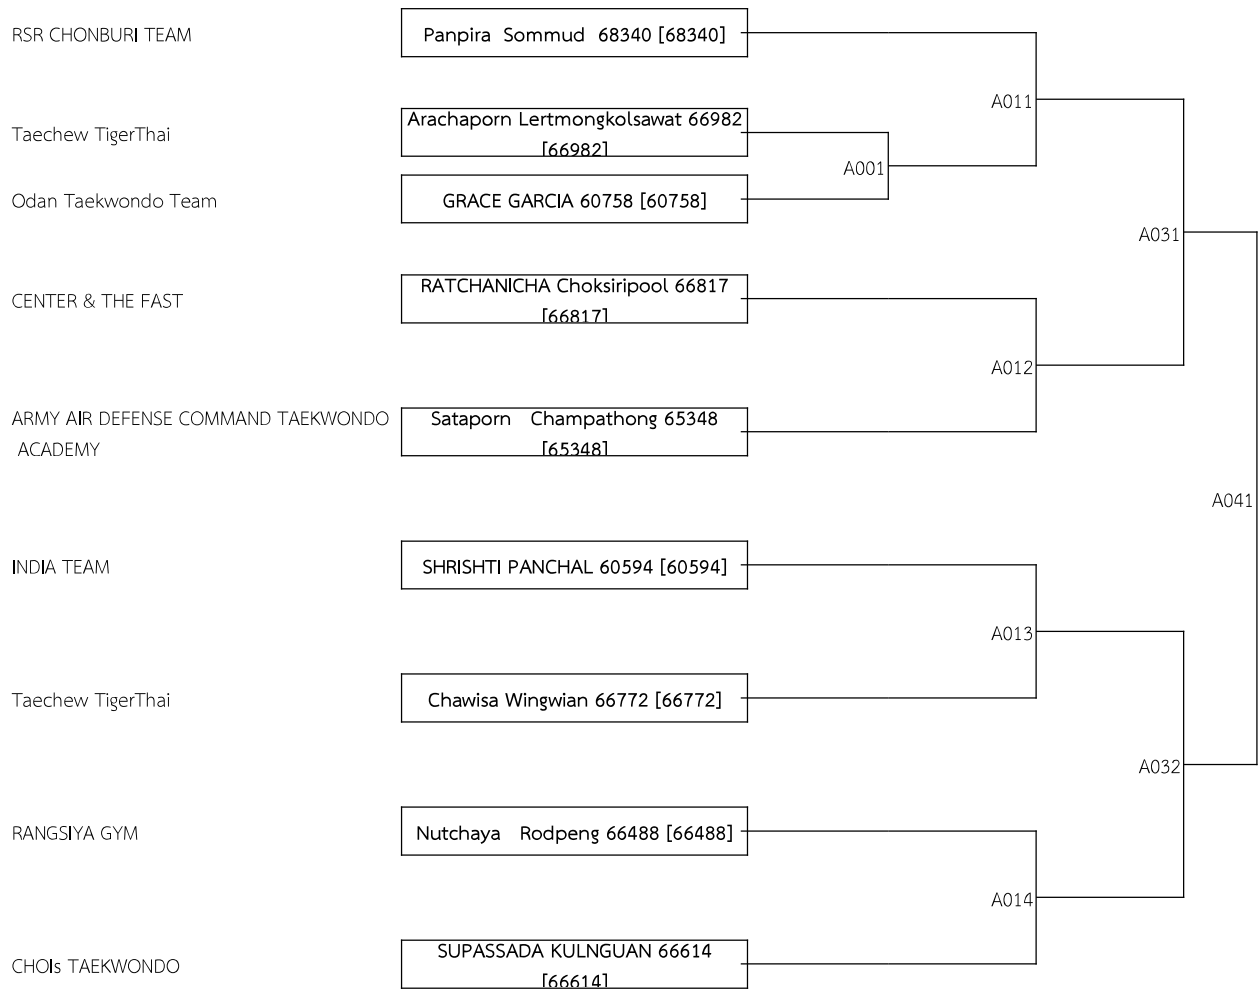 RSR CHONBURI TEAM
Panpira  Sommud  68340 [68340]
A011
Taechew TigerThai
Arachaporn Lertmongkolsawat 66982
[66982]
A001
Odan Taekwondo Team
GRACE GARCIA 60758 [60758]
A031
CENTER & THE FAST
RATCHANICHA Choksiripool 66817
[66817]
A012
ARMY AIR DEFENSE COMMAND TAEKWONDO
ACADEMY
Sataporn   Champathong 65348
[65348]
A041
INDIA TEAM
SHRISHTI PANCHAL 60594 [60594]
A013
Taechew TigerThai
Chawisa Wingwian 66772 [66772]
A032
RANGSIYA GYM
Nutchaya   Rodpeng 66488 [66488]
A014
CHOIs TAEKWONDO
SUPASSADA KULNGUAN 66614
[66614]